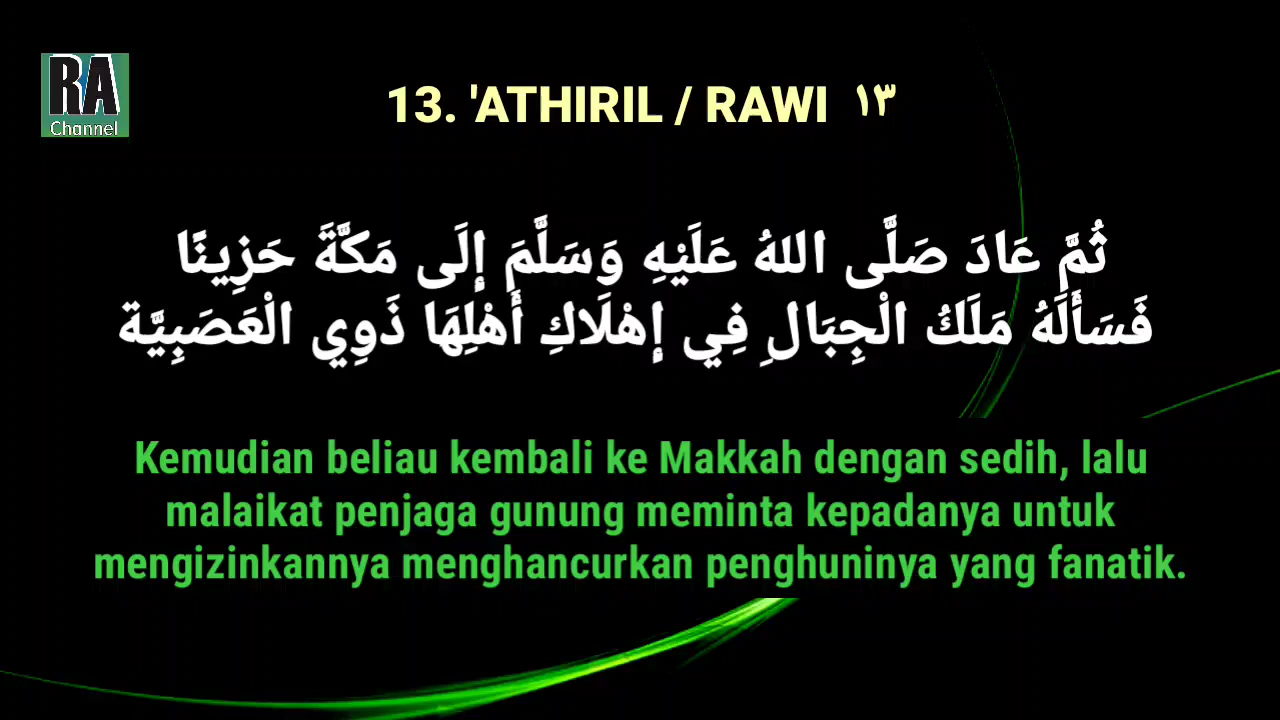 RA
Channel
13. 'ATHIRIL / RAWI ١٣
ثُمَّ عَادَ صَلَّى اللهُ عَلَيْهِ وَسَلَّمَ إِلَى مَكَّةَ حَزِينًا
فَسَأَلَهُ مَلَكُ الْجِبَالِ فِي إِهْلَاكِ أَهْلِهَا ذَوِي الْعَصَبِيَّة
Kemudian beliau kembali ke Makkah dengan sedih, lalu
malaikat penjaga gunung meminta kepadanya untuk
mengizinkannya menghancurkan penghuninya yang fanatik.